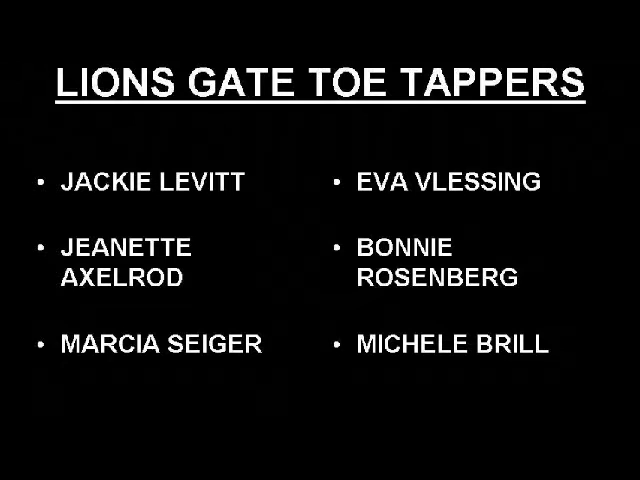 LIONS GATE TOE TAPPERS
• JACKIE LEVITT
• JEANETTE
AXELROD
• MARCIA SEIGER
• EVA VLESSING
• BONNIE
ROSENBERG
• MICHELE BRILL